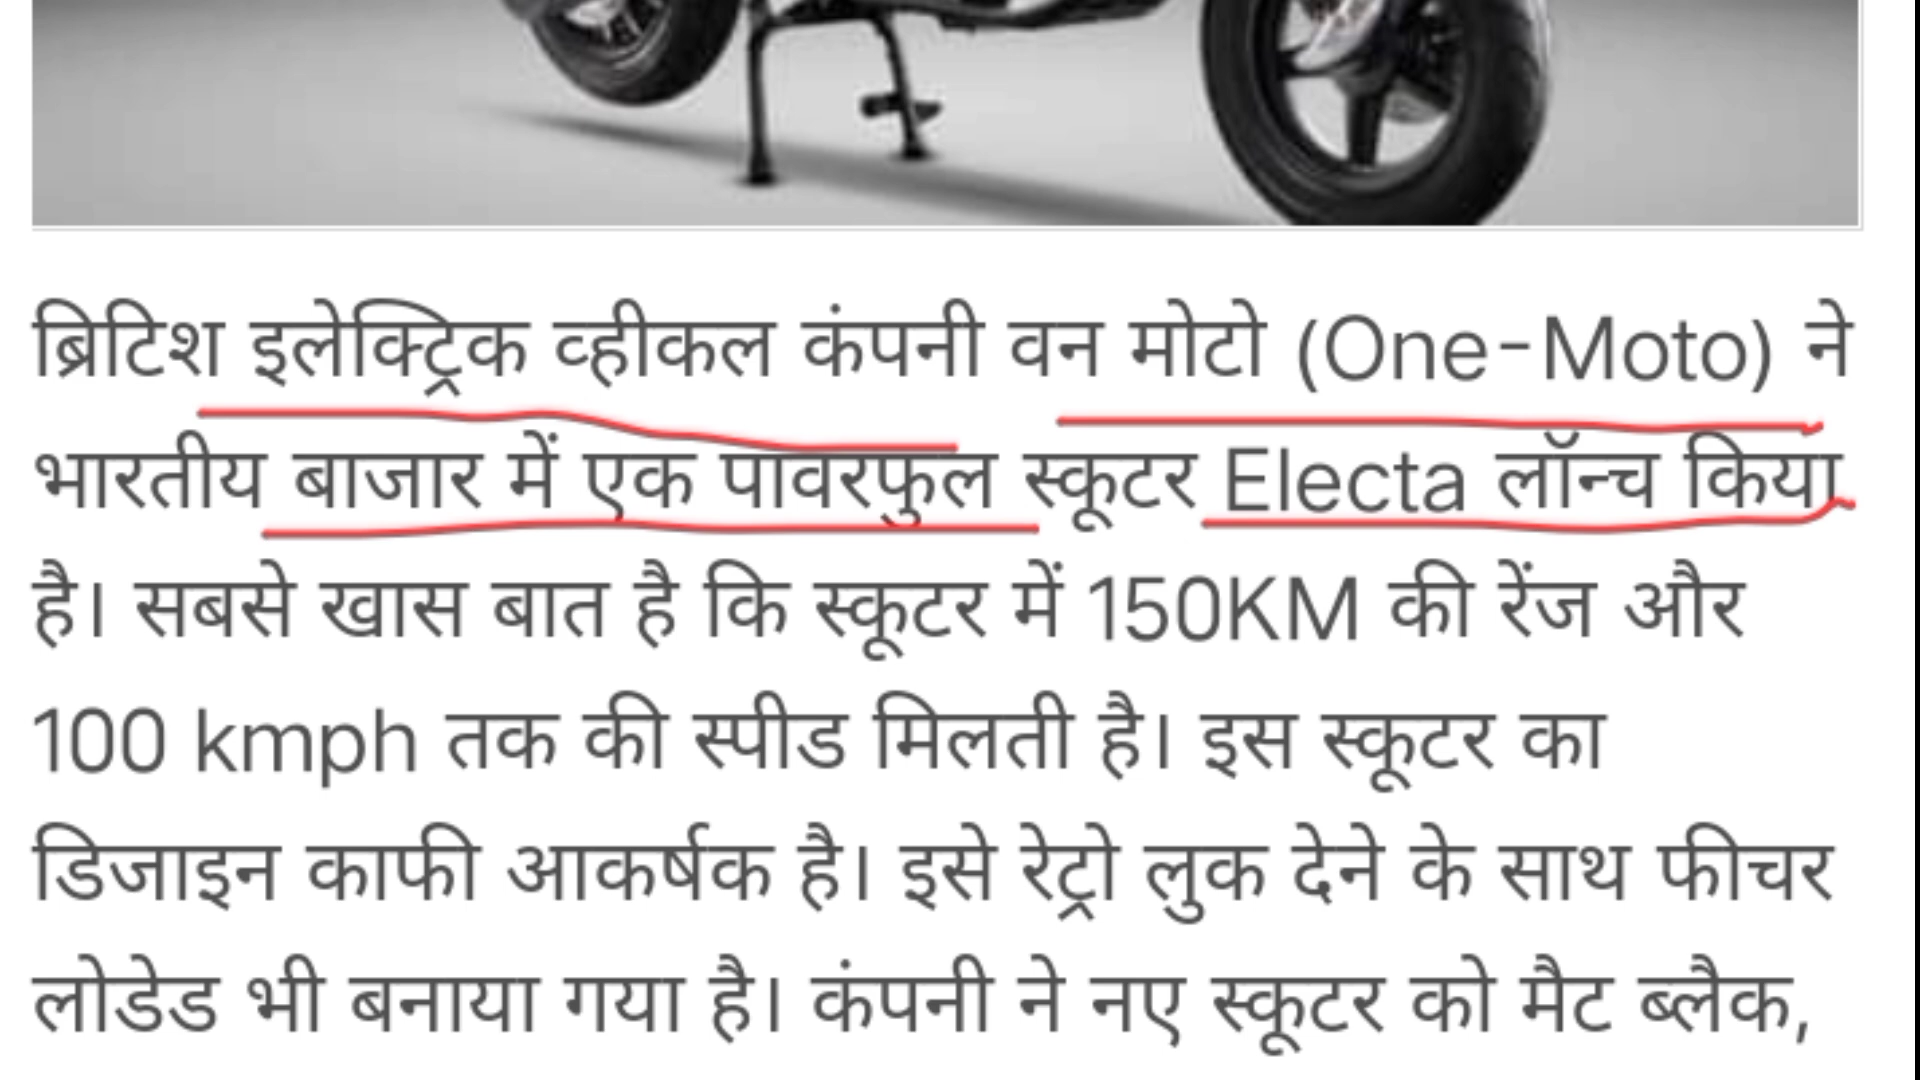 ब्रिटिश इलेक्ट्रिक व्हीकल कंपनी वन मोटो (One-Moto) ने
भारतीय बाजार में एक पावरफुल स्कूटर Electa लॉन्च किया
है। सबसे खास बात है कि स्कूटर में 150KM की रेंज और
100 kmph तक की स्पीड मिलती है। इस स्कूटर का
डिजाइन काफी आकर्षक है। इसे रेट्रो लुक देने के साथ फीचर
लोडेड भी बनाया गया है। कंपनी ने नए स्कूटर को मैट ब्लैक,